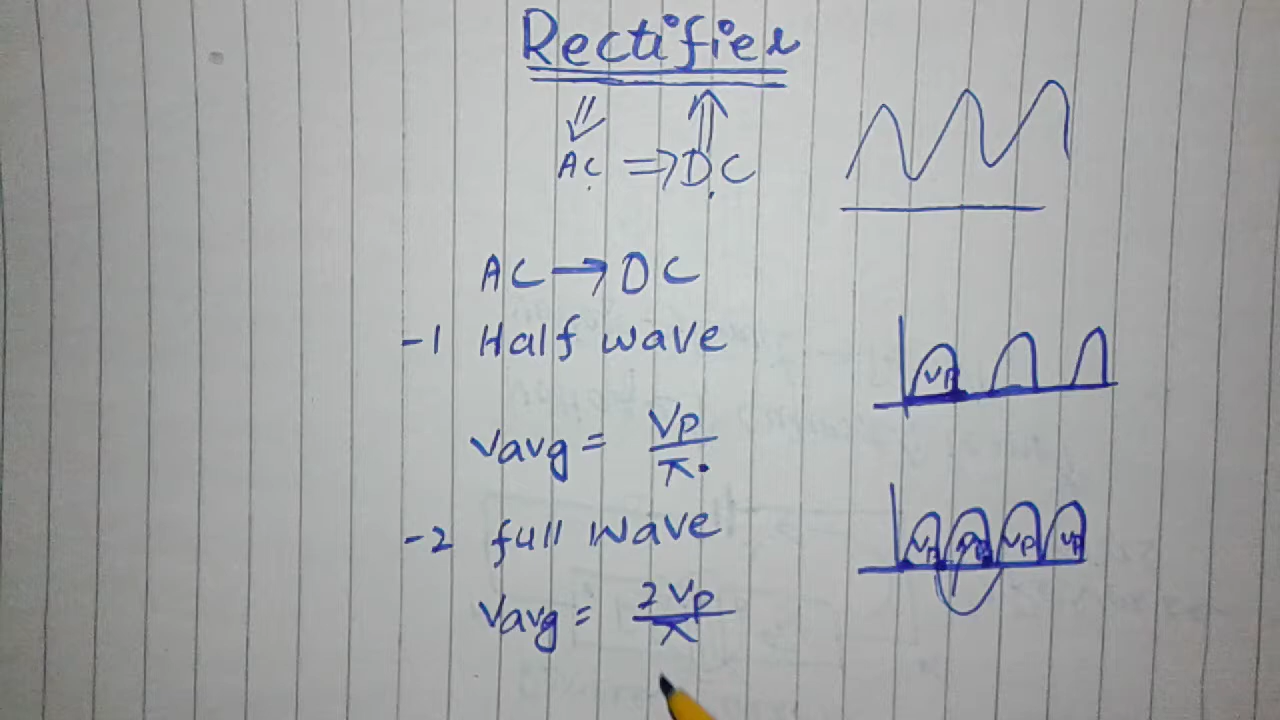 Rectifier
AC ⇒ DC
AC → DC
-1 Half wave
Vp
Vavg = Vp/π.
-2 full wave
Vp Vp Vp Vp
Vavg = 2Vp/π